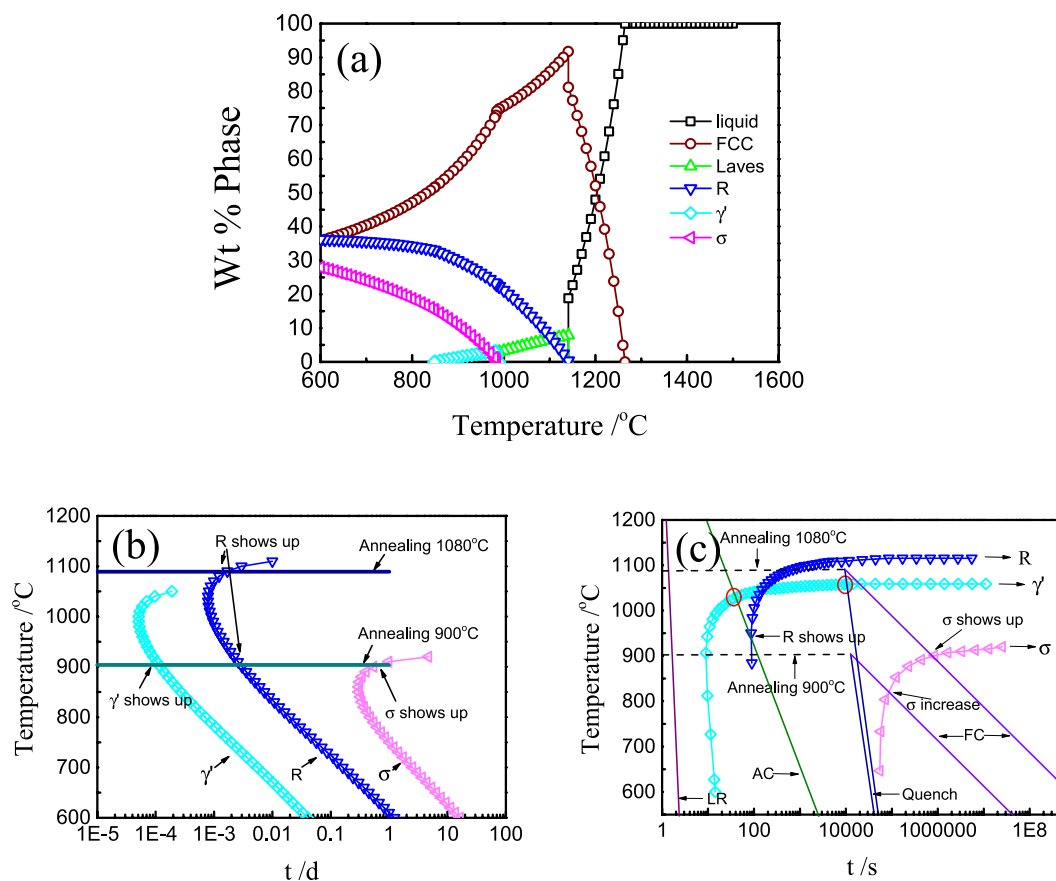 (a)
100
90
80
70
60
50
40
30
20
10
0
Wt % Phase
liquid
FCC
Laves
R
γ'
σ
600 800 1000 1200 1400 1600
Temperature /°C
(b)
1200
1100
1000
900
800
700
600
Temperature /°C
R shows up
Annealing 1080°C
Annealing 900°C
γ' shows up
σ shows up
γ'
R
σ
1E-5 1E-4 1E-3 0.01 0.1 1 10 100
t /d
(c)
1200
1100
1000
900
800
700
600
Temperature /°C
Annealing 1080°C
R
γ'
σ shows up
R shows up
σ
Annealing 900°C
σ increase
FC
AC
Quench
LR
1 100 10000 1000000 1E8
t /s